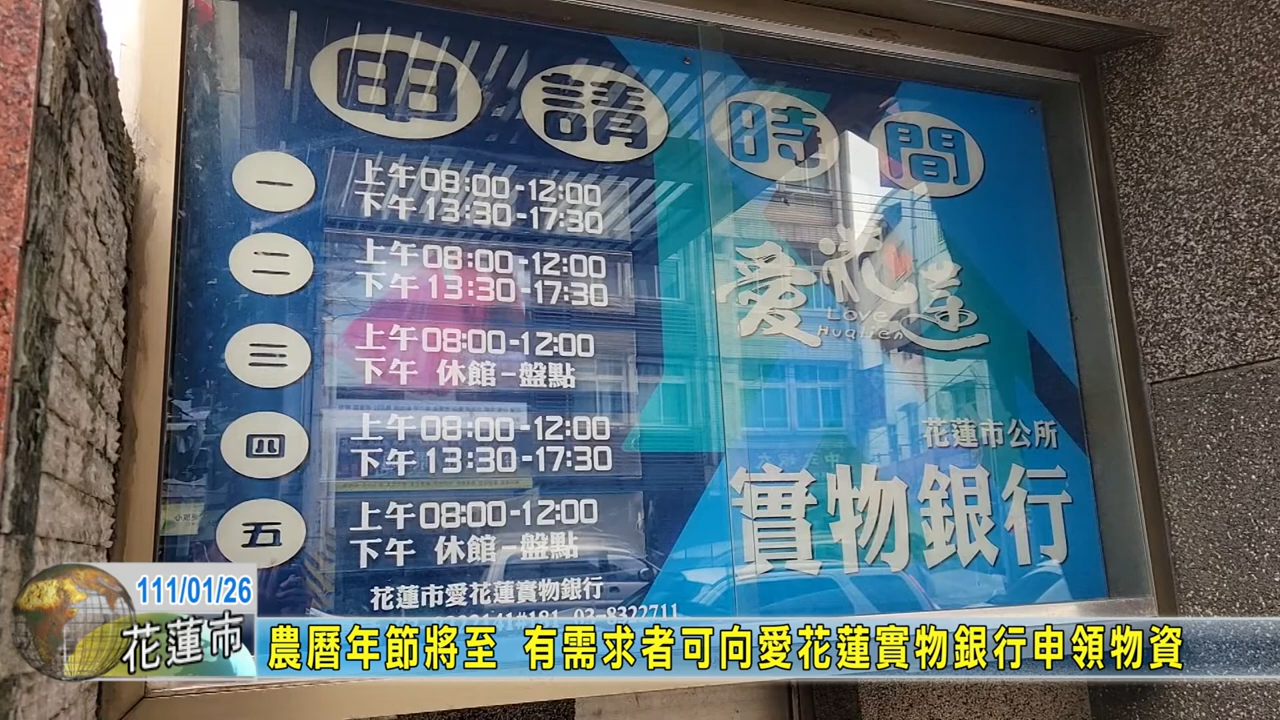 申請時間
一
上午08:00-12:00
下午13:30-17:30
二
上午08:00-12:00
下午13:30-17:30
三
上午08:00-12:00
下午 休館-盤點
四
上午08:00-12:00
下午13:30-17:30
五
上午08:00-12:00
下午 休館-盤點
花蓮市愛花蓮實物銀行
03-8322711
愛花蓮
Love
Hualien
花蓮市公所
實物銀行
111/01/26
花蓮市
農曆年節將至 有需求者可向愛花蓮實物銀行申領物資